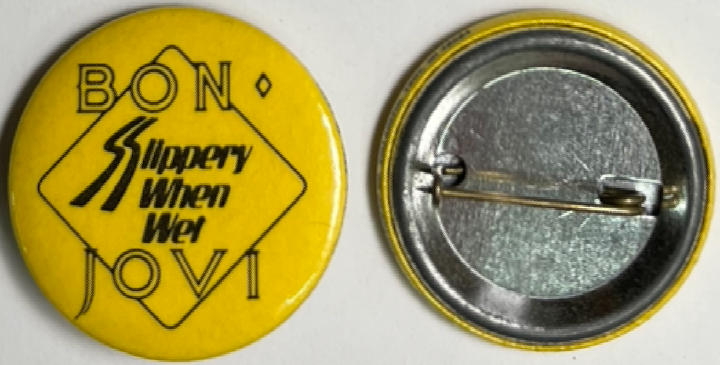 BON
Slippery
When
Wet
JOVI